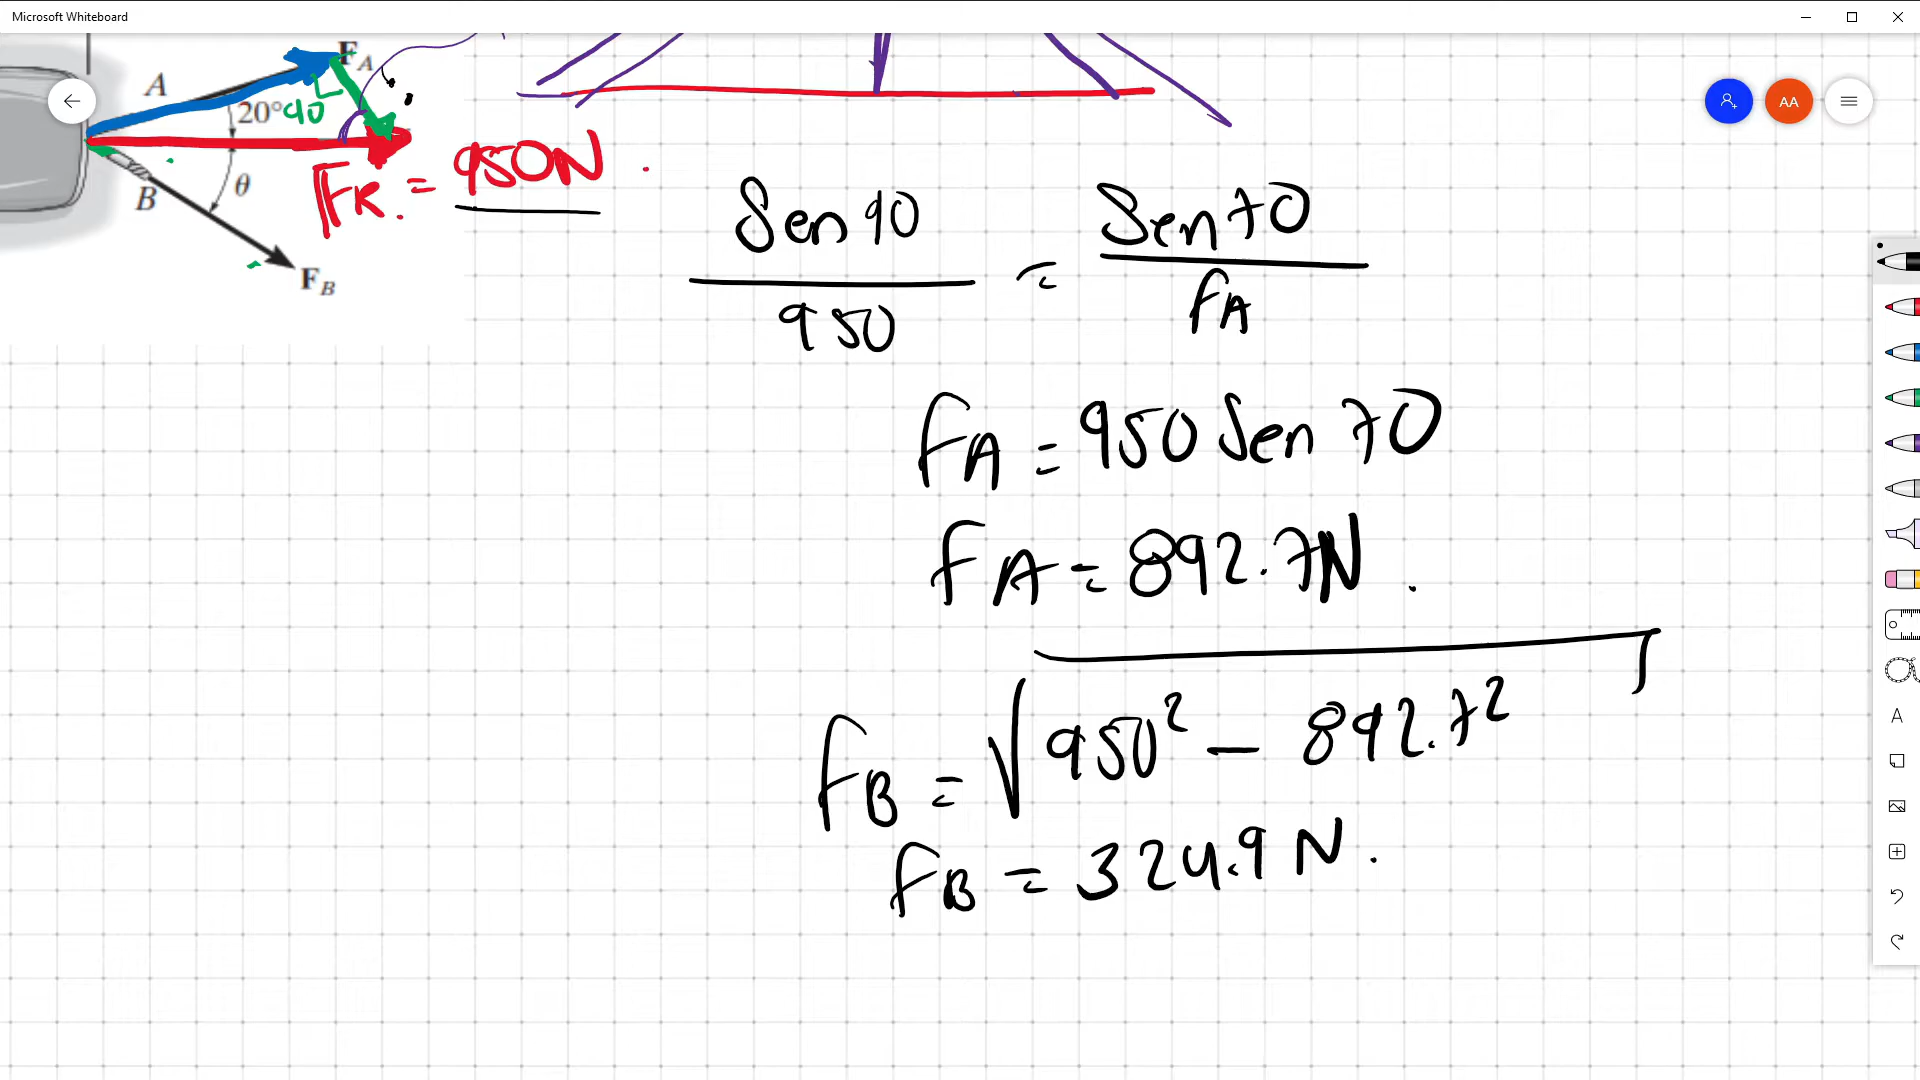 Microsoft Whiteboard
F_A
A
20° 90
θ
B
F_B
FR. = 950N
AA
Sen 90 / 950 = Sen 70 / FA
FA = 950 Sen 70
FA = 892.7N.
FB = √950² - 892.7²
FB = 324.9 N.
A